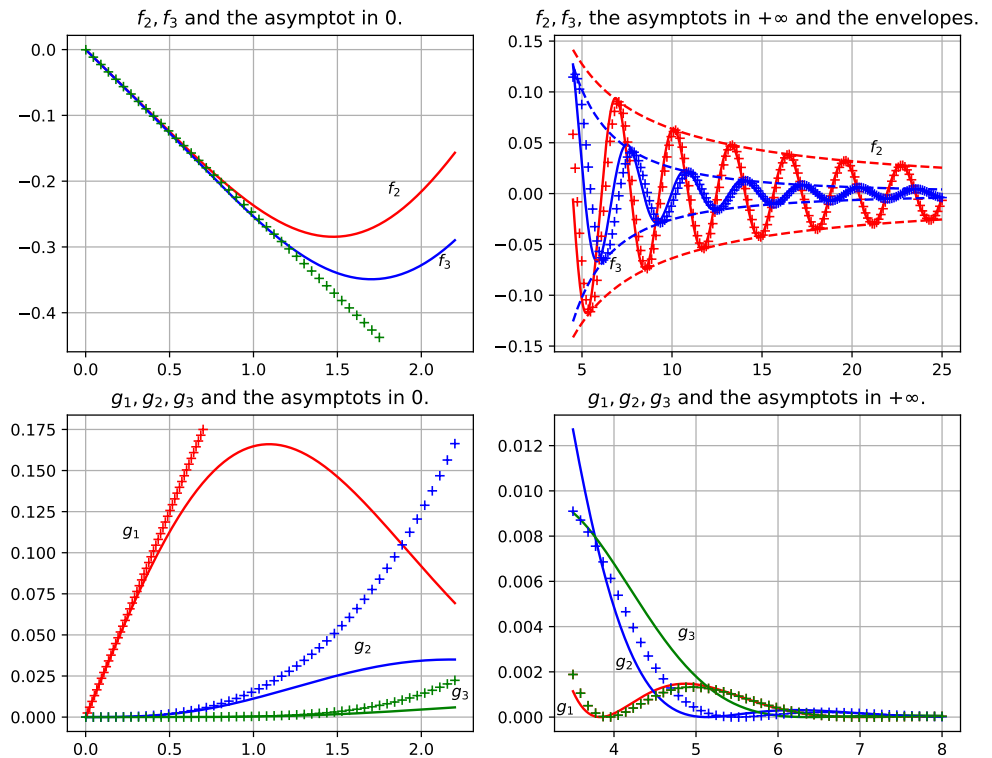 f₂, f₃ and the asymptot in 0.
0.0
−0.1
−0.2
−0.3
−0.4
f₂
f₃
0.0 0.5 1.0 1.5 2.0
f₂, f₃, the asymptots in +∞ and the envelopes.
0.15
0.10
0.05
0.00
−0.05
−0.10
−0.15
f₂
f₃
5 10 15 20 25
g₁, g₂, g₃ and the asymptots in 0.
0.175
0.150
0.125
0.100
0.075
0.050
0.025
0.000
g₁
g₂
g₃
0.0 0.5 1.0 1.5 2.0
g₁, g₂, g₃ and the asymptots in +∞.
0.012
0.010
0.008
0.006
0.004
0.002
0.000
g₃
g₂
g₁
4 5 6 7 8